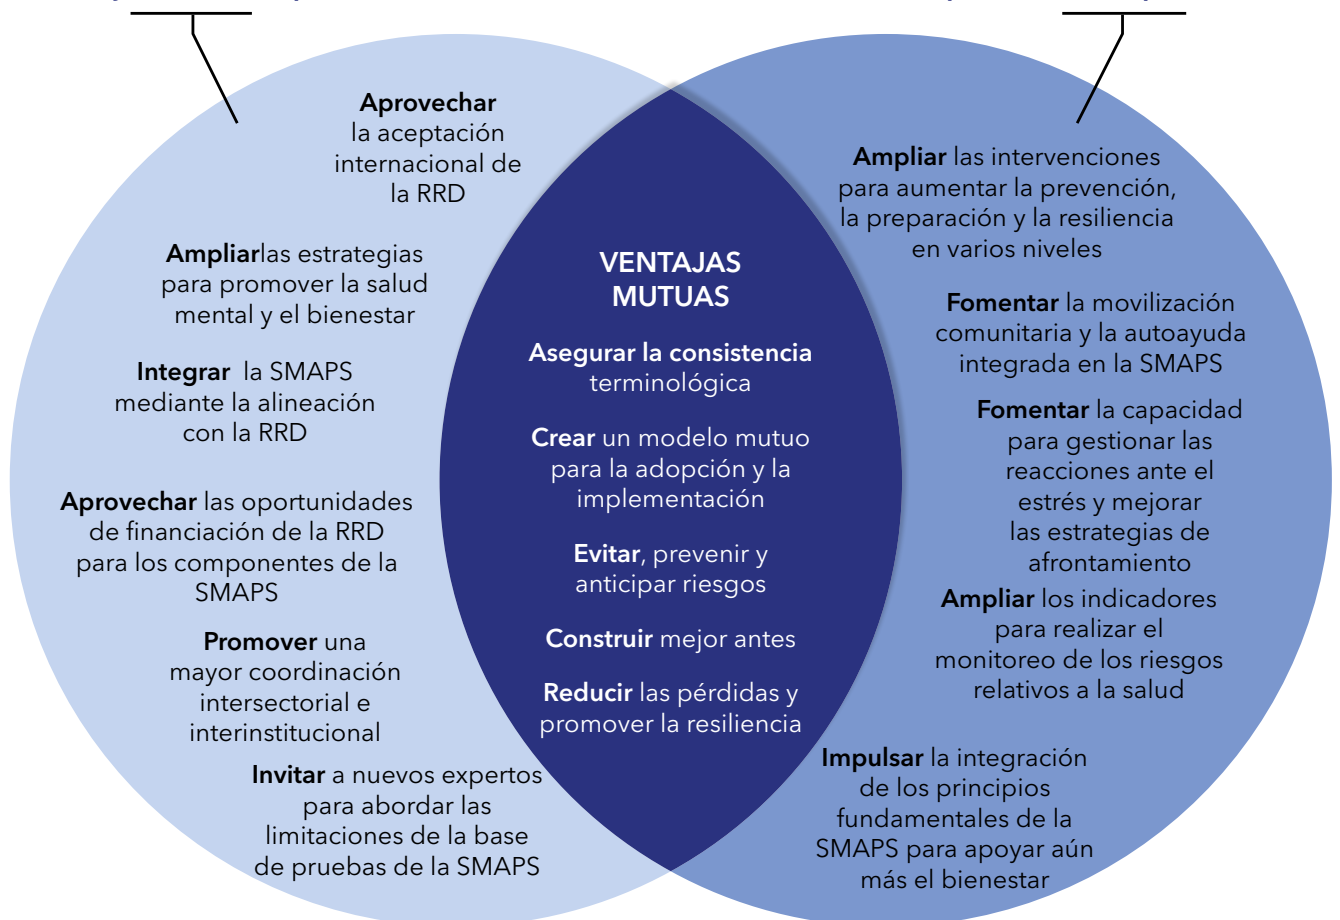 Aprovechar
la aceptación
internacional de
la RRD
Ampliarlas estrategias
para promover la salud
mental y el bienestar
Integrar la SMAPS
mediante la alineación
con la RRD
Aprovechar las oportunidades
de financiación de la RRD
para los componentes de la
SMAPS
Promover una
mayor coordinación
intersectorial e
interinstitucional
Invitar a nuevos expertos
para abordar las
limitaciones de la base
de pruebas de la SMAPS
VENTAJAS
MUTUAS
Asegurar la consistencia
terminológica
Crear un modelo mutuo
para la adopción y la
implementación
Evitar, prevenir y
anticipar riesgos
Construir mejor antes
Reducir las pérdidas y
promover la resiliencia
Ampliar las intervenciones
para aumentar la prevención,
la preparación y la resiliencia
en varios niveles
Fomentar la movilización
comunitaria y la autoayuda
integrada en la SMAPS
Fomentar la capacidad
para gestionar las
reacciones ante el
estrés y mejorar
las estrategias de
afrontamiento
Ampliar los indicadores
para realizar el
monitoreo de los riesgos
relativos a la salud
Impulsar la integración
de los principios
fundamentales de la
SMAPS para apoyar aún
más el bienestar